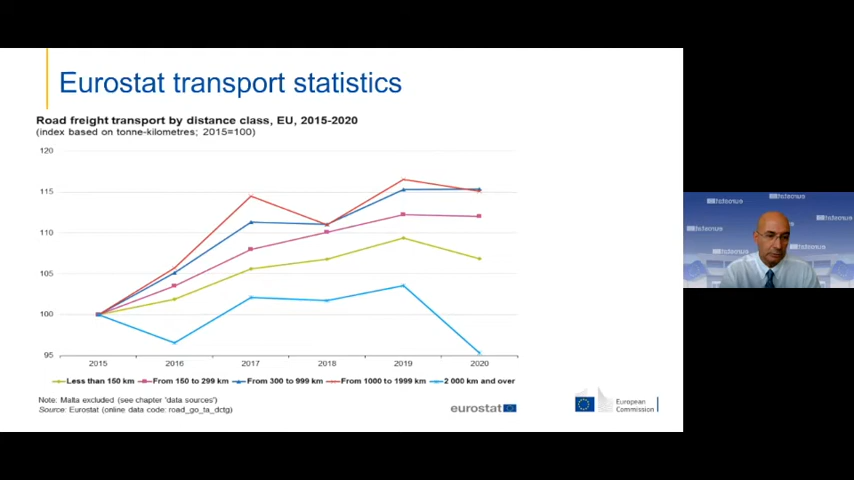 Eurostat transport statistics
Road freight transport by distance class, EU, 2015-2020
(index based on tonne-kilometres; 2015=100)
120
115
110
105
100
95
2015 2016 2017 2018 2019 2020
Less than 150 km From 150 to 299 km From 300 to 999 km From 1000 to 1999 km 2 000 km and over
Note: Malta excluded (see chapter 'data sources')
Source: Eurostat (online data code: road_go_ta_dctg)
eurostat
European
Commission